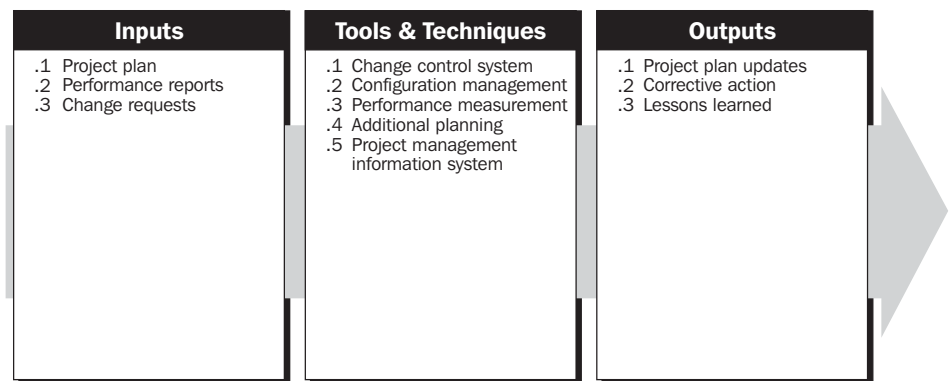 Inputs
.1 Project plan
.2 Performance reports
.3 Change requests
Tools & Techniques
.1 Change control system
.2 Configuration management
.3 Performance measurement
.4 Additional planning
.5 Project management
information system
Outputs
.1 Project plan updates
.2 Corrective action
.3 Lessons learned